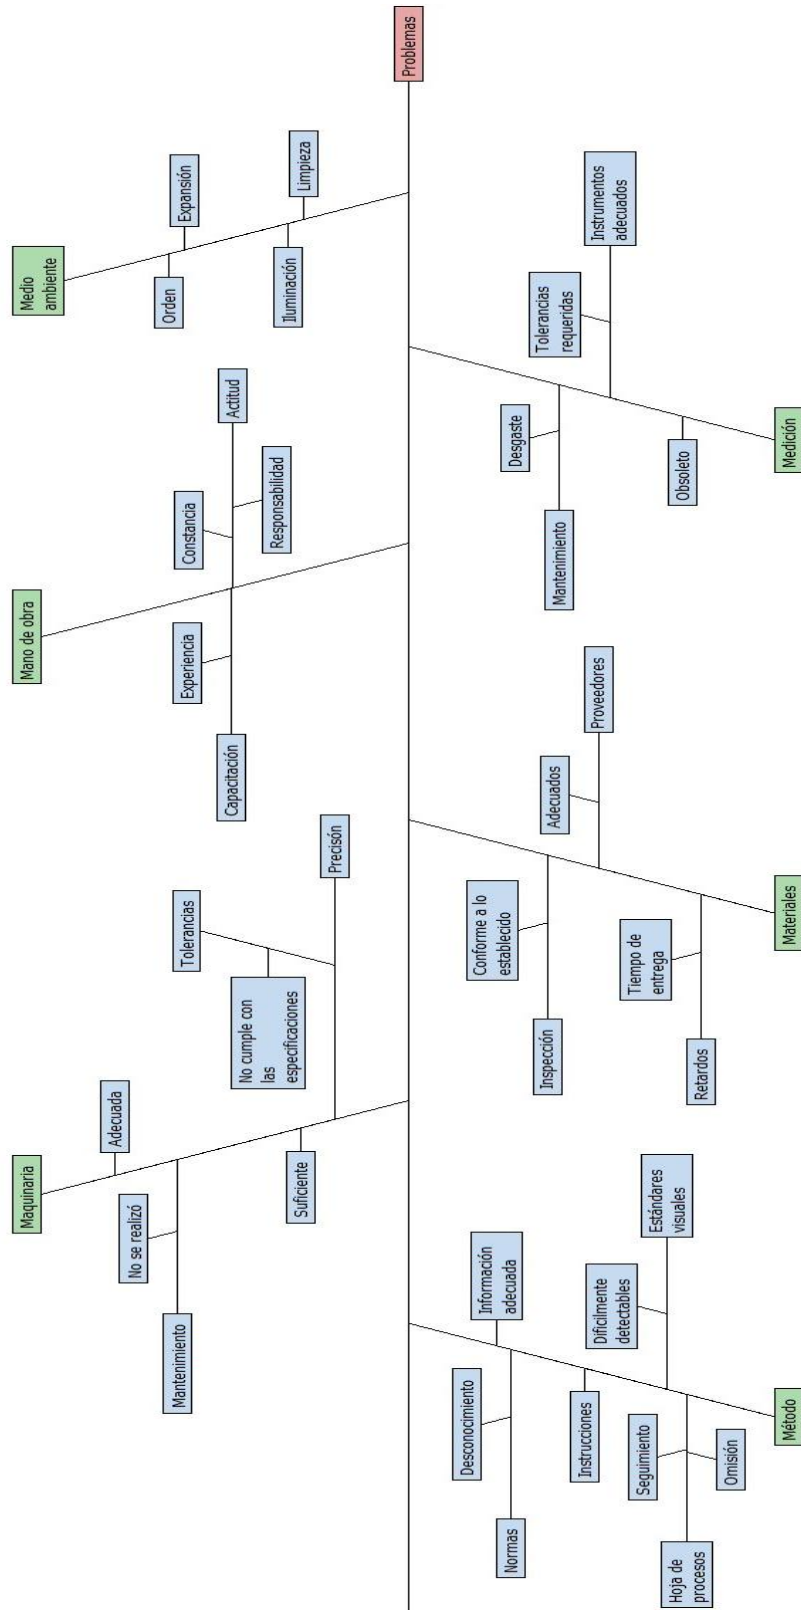 Maquinaria
Adecuada
No se realizó
Mantenimiento
Suficiente
Tolerancias
No cumple con
las
especificaciones
Precisón
Mano de obra
Experiencia
Capacitación
Constancia
Actitud
Responsabilidad
Medio
ambiente
Orden
Expansión
Iluminación
Limpieza
Problemas
Información
adecuada
Desconocimiento
Normas
Instrucciones
Dificilmente
detectables
Estándares
visuales
Seguimiento
Hoja de
procesos
Omisión
Método
Conforme a lo
establecido
Inspección
Adecuados
Proveedores
Tiempo de
entrega
Retardos
Materiales
Desgaste
Mantenimiento
Tolerancias
requeridas
Instrumentos
adecuados
Obsoleto
Medición